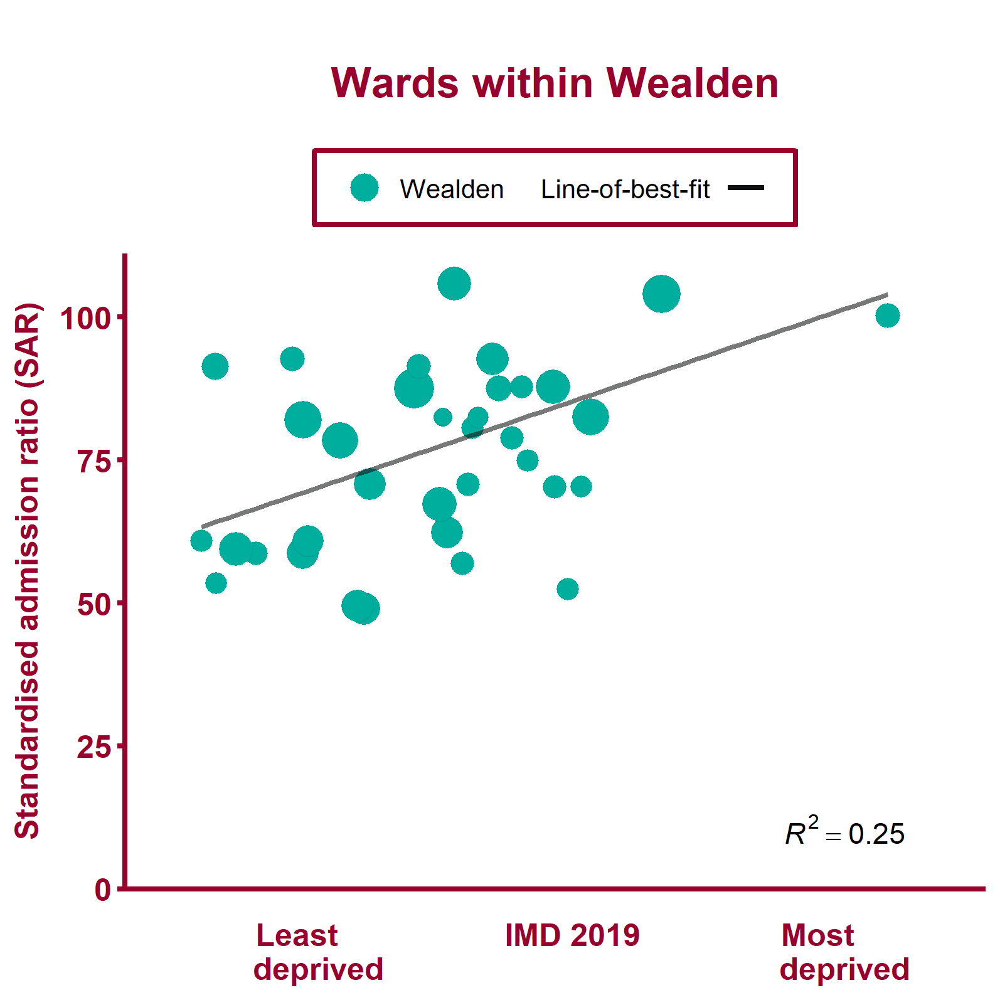 Wards within Wealden
Wealden Line-of-best-fit
Standardised admission ratio (SAR)
100
75
50
25
0
R² = 0.25
Least deprived
IMD 2019
Most deprived